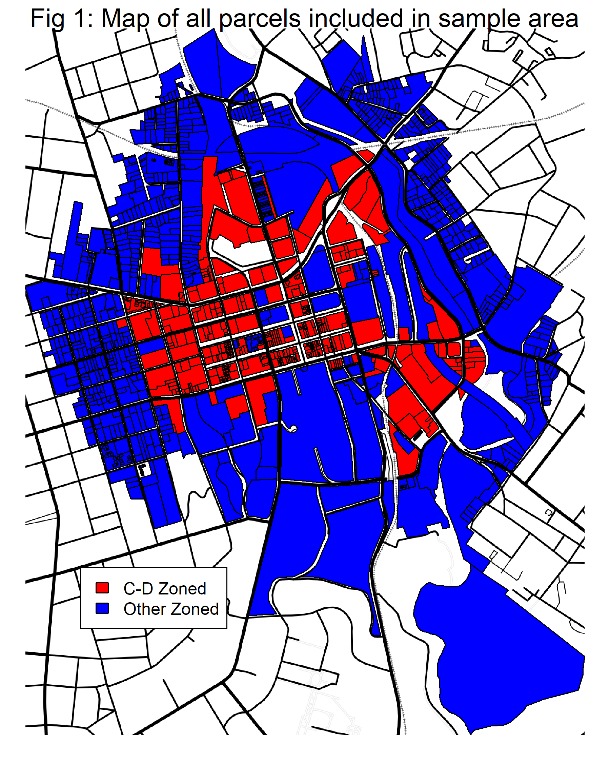 Fig 1: Map of all parcels included in sample area
C-D Zoned
Other Zoned